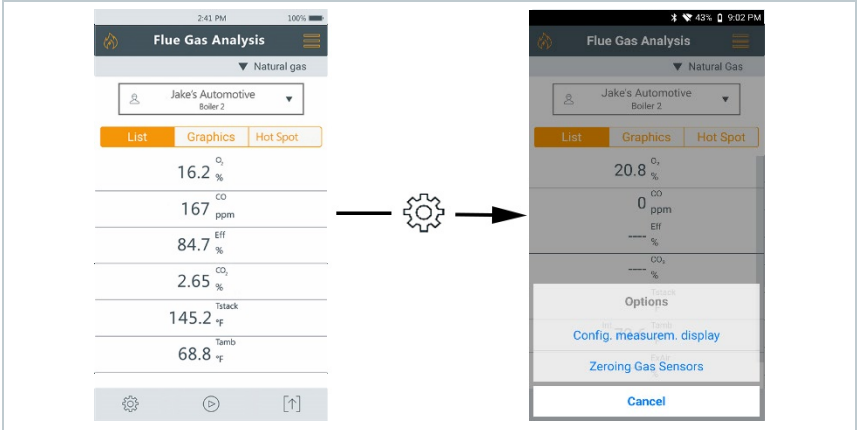 2:41 PM 100%
Flue Gas Analysis
Natural gas
Jake's Automotive
Boiler 2
List Graphics Hot Spot
16.2 O₂ %
167 CO ppm
84.7 Eff %
2.65 CO₂ %
145.2 Tstack °F
68.8 Tamb °F
43% 9:02 PM
Flue Gas Analysis
Natural Gas
Jake's Automotive
Boiler 2
List Graphics Hot Spot
20.8 O₂ %
0 CO ppm
---- Eff %
---- CO₂ %
Tstack
Options
Tamb
Config. measurem. display
Zeroing Gas Sensors
Cancel